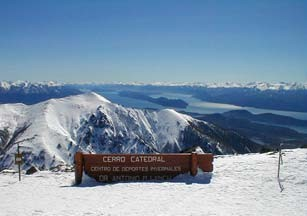 CERRO CATEDRAL
CENTRO DE DEPORTES INVERNALES
DR. ANTONIO R. LYNCH